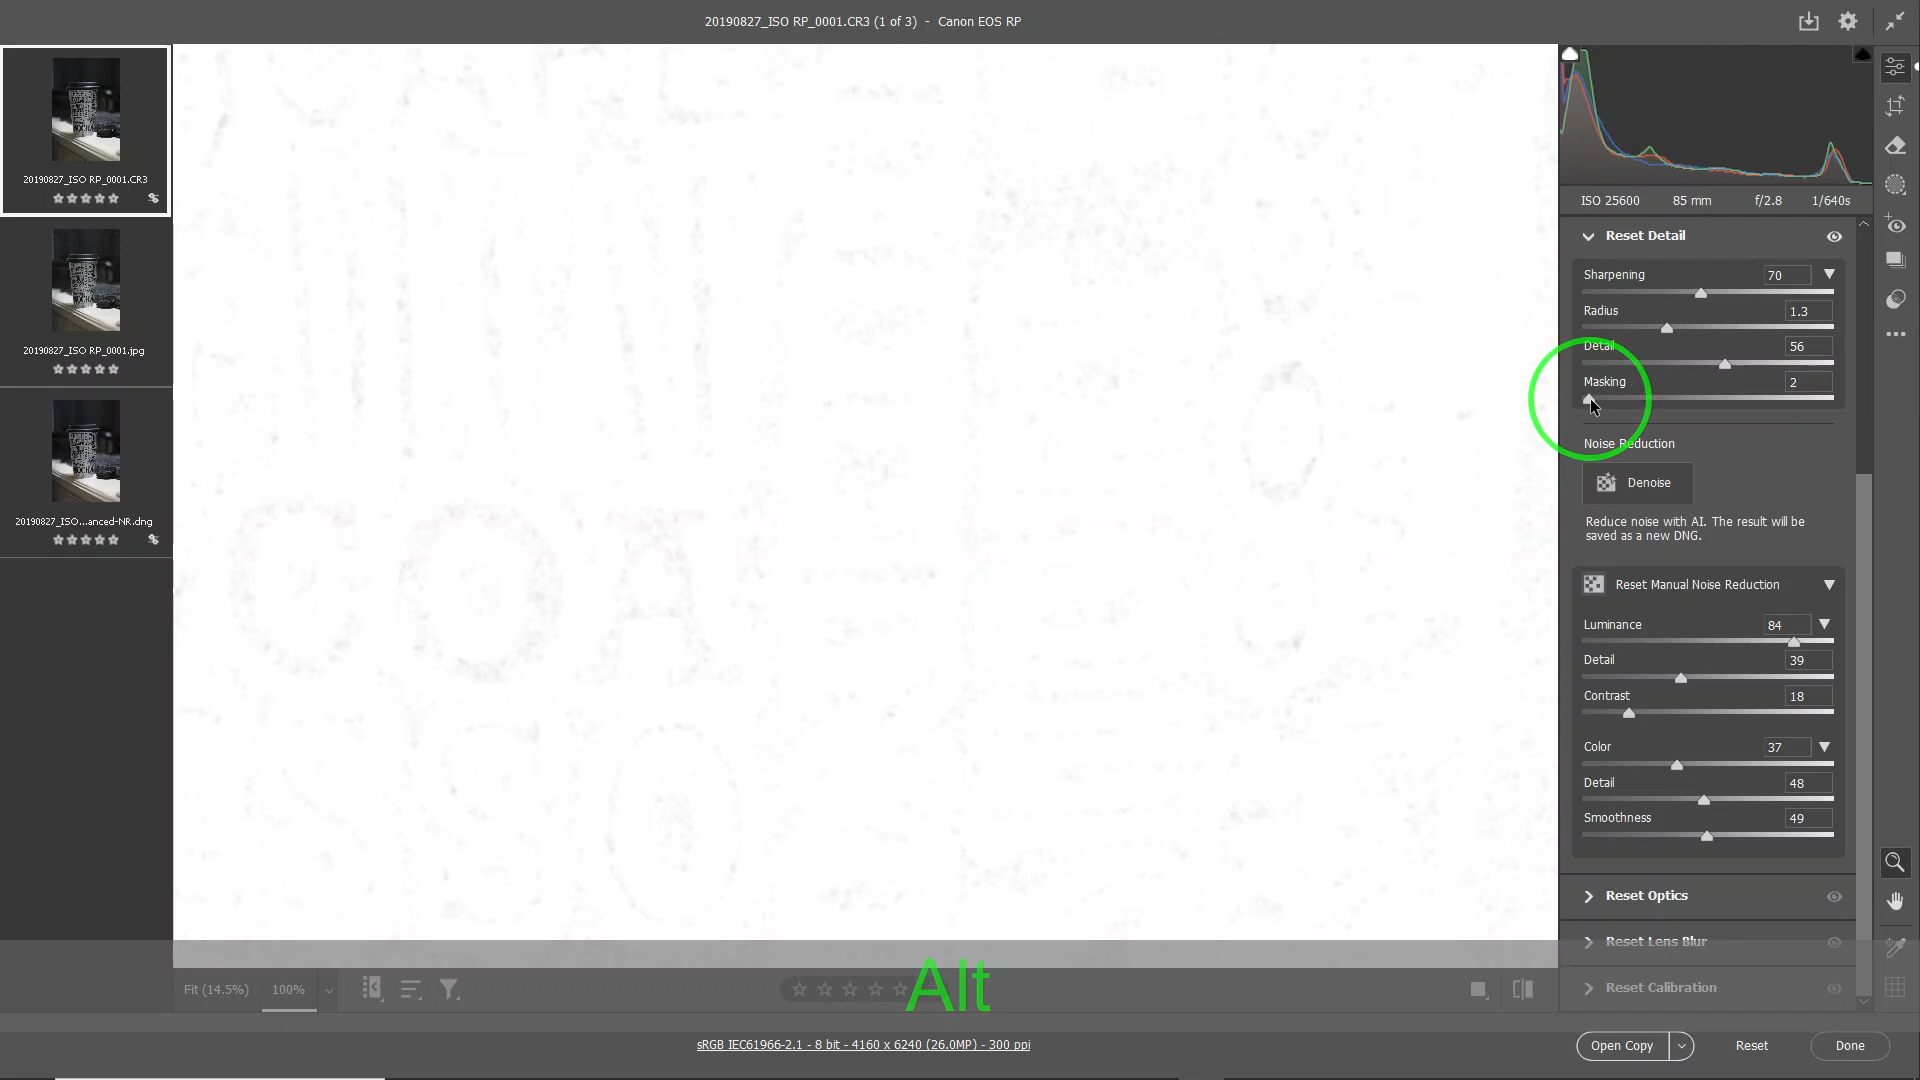 20190827_ISO RP_0001.CR3 (1 of 3) - Canon EOS RP
MOCHA
20190827_ISO RP_0001.CR3
20190827_ISO RP_0001.jpg
MOCHA
20190827_ISO...anced-NR.dng
COA
SSO
ISO 25600 85 mm f/2.8 1/640s
Reset Detail
Sharpening 70
Radius 1.3
Detail 56
Masking 2
Noise Reduction
Denoise
Reduce noise with AI. The result will be
saved as a new DNG.
Reset Manual Noise Reduction
Luminance 84
Detail 39
Contrast 18
Color 37
Detail 48
Smoothness 49
Reset Optics
Reset Lens Blur
Reset Calibration
Fit (14.5%) 100%
Alt
sRGB IEC61966-2.1 - 8 bit - 4160 x 6240 (26.0MP) - 300 ppi
Open Copy Reset Done